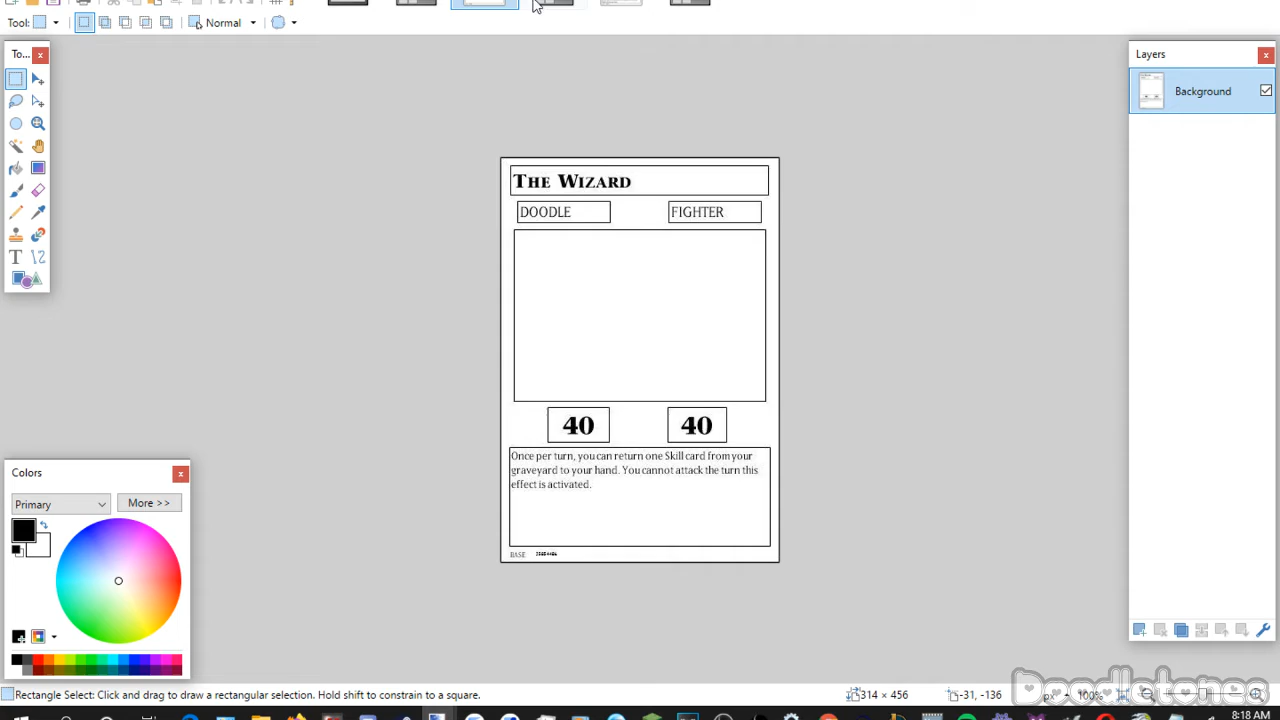 Tool:
Normal
To...
Layers
Background
THE WIZARD
DOODLE
FIGHTER
40
40
Once per turn, you can return one Skill card from your
graveyard to your hand. You cannot attack the turn this
effect is activated.
BASE
Colors
Primary
More >>
Rectangle Select: Click and drag to draw a rectangular selection. Hold shift to constrain to a square.
314 × 456
-31, -136
px
100%
Doodletones
8:18 AM